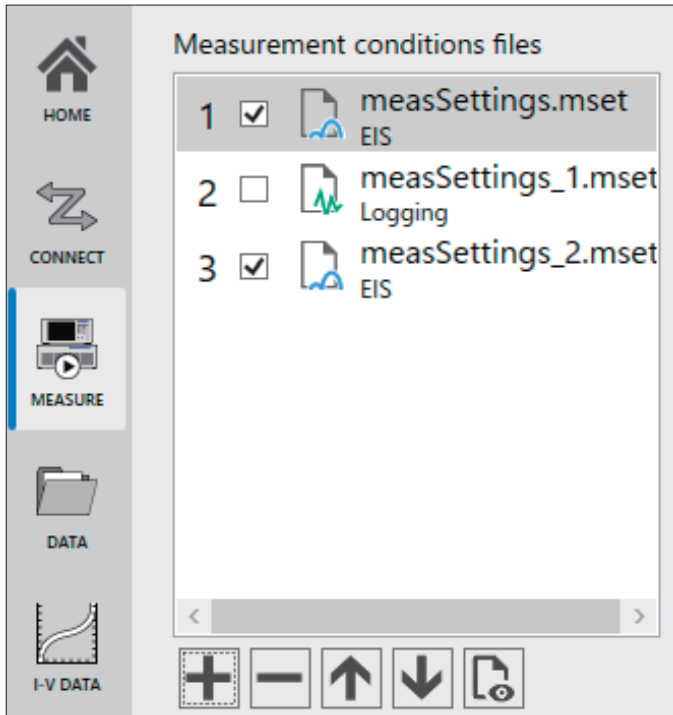 HOME
CONNECT
MEASURE
DATA
I-V DATA
Measurement conditions files
1 measSettings.mset
EIS
2 measSettings_1.mset
Logging
3 measSettings_2.mset
EIS